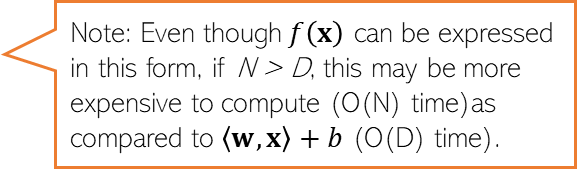 Note: Even though f(x) can be expressed
in this form, if N > D, this may be more
expensive to compute (O(N) time)as
compared to ⟨w, x⟩ + b (O(D) time).